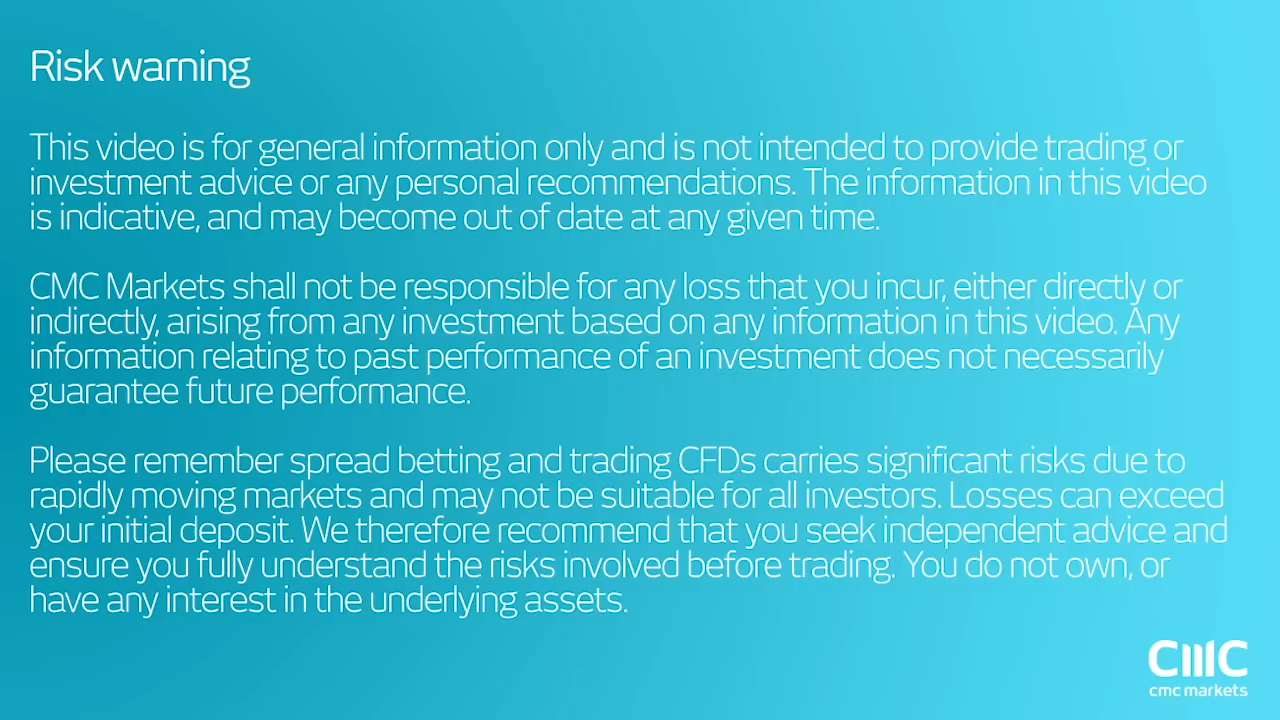 Risk warning
This video is for general information only and is not intended to provide trading or
investment advice or any personal recommendations. The information in this video
is indicative, and may become out of date at any given time.
CMC Markets shall not be responsible for any loss that you incur, either directly or
indirectly, arising from any investment based on any information in this video. Any
information relating to past performance of an investment does not necessarily
guarantee future performance.
Please remember spread betting and trading CFDs carries significant risks due to
rapidly moving markets and may not be suitable for all investors. Losses can exceed
your initial deposit. We therefore recommend that you seek independent advice and
ensure you fully understand the risks involved before trading. You do not own, or
have any interest in the underlying assets.
CMC
cmc markets